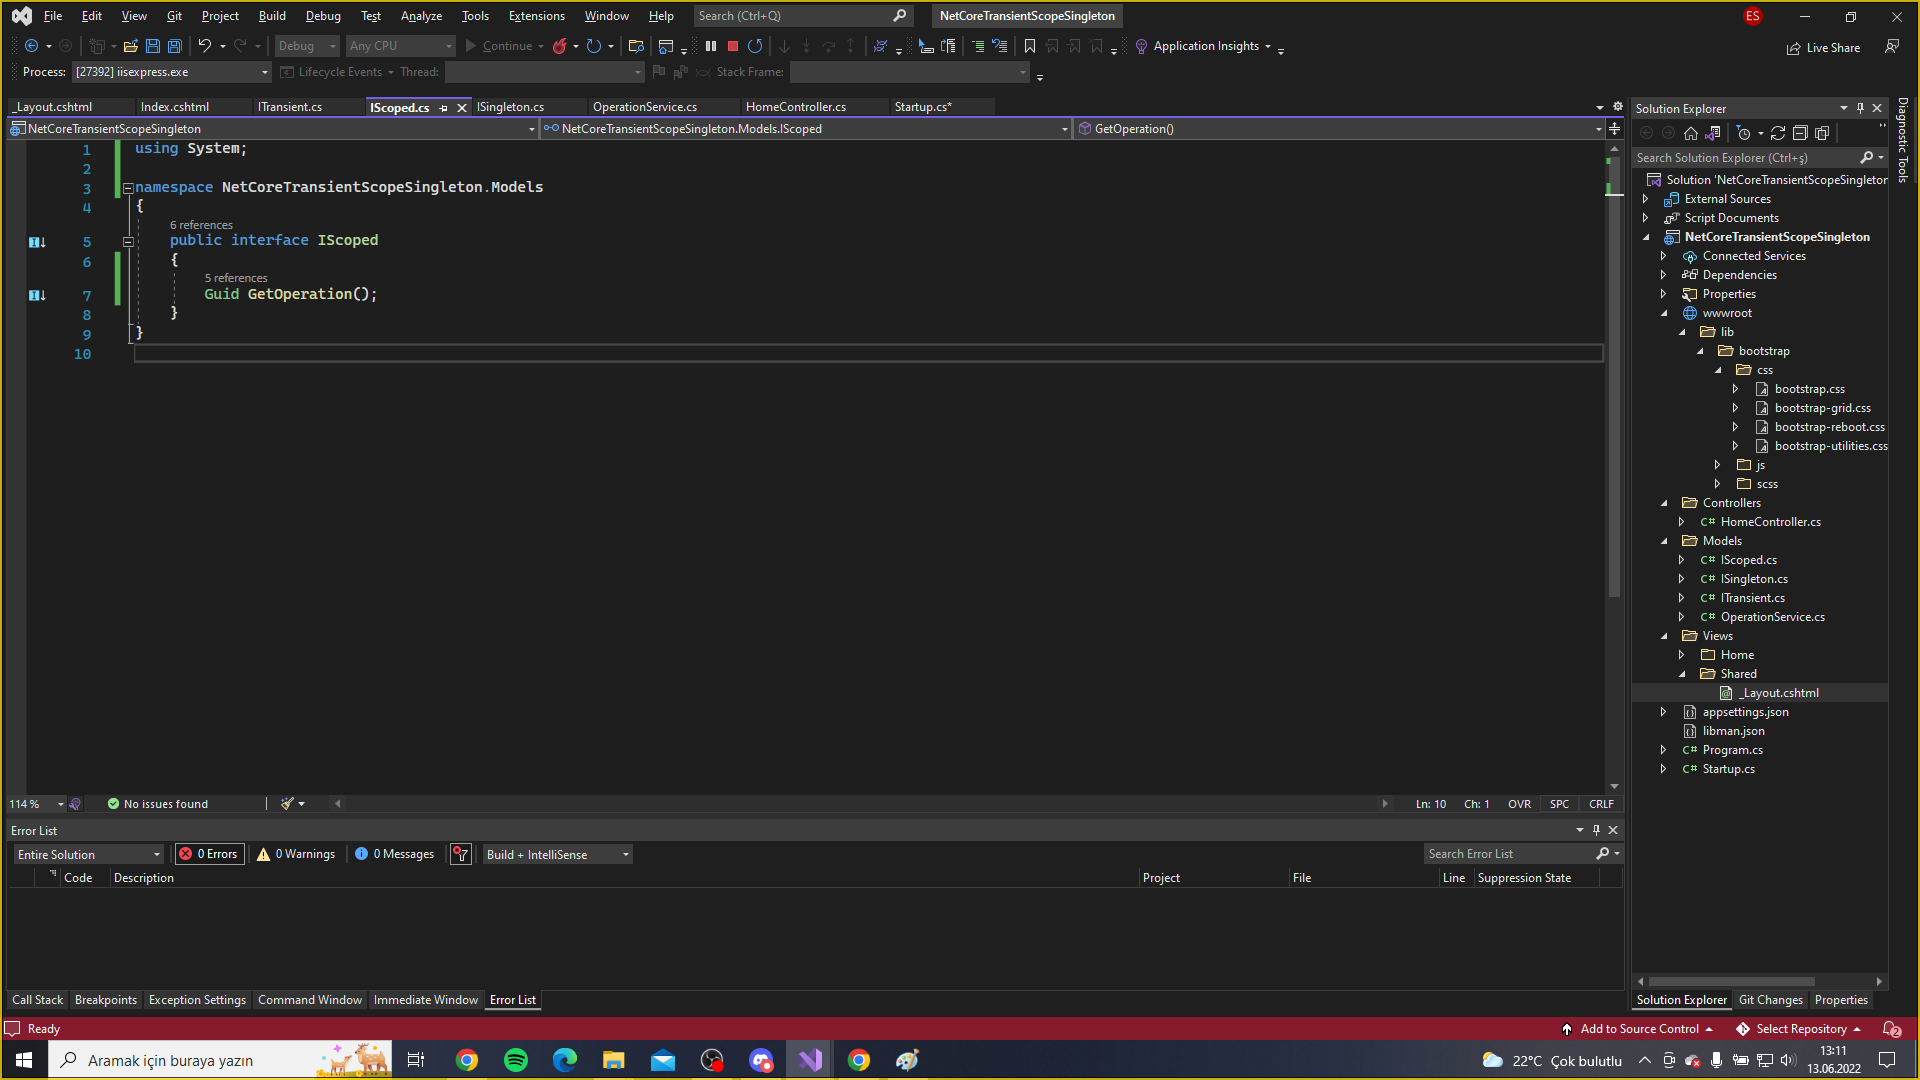 File Edit View Git Project Build Debug Test Analyze Tools Extensions Window Help Search (Ctrl+Q) NetCoreTransientScopeSingleton ES
Debug Any CPU Continue Application Insights Live Share
Process: [27392] iisexpress.exe Lifecycle Events Thread: Stack Frame:
_Layout.cshtml Index.cshtml ITransient.cs IScoped.cs ISingleton.cs OperationService.cs HomeController.cs Startup.cs*
NetCoreTransientScopeSingleton NetCoreTransientScopeSingleton.Models.IScoped GetOperation()
1 using System;
2
3 namespace NetCoreTransientScopeSingleton.Models
4 {
6 references
5 public interface IScoped
6 {
5 references
7 Guid GetOperation();
8 }
9 }
10
114 % No issues found Ln: 10 Ch: 1 OVR SPC CRLF
Error List
Entire Solution 0 Errors 0 Warnings 0 Messages Build + IntelliSense Search Error List
Code Description Project File Line Suppression State
Call Stack Breakpoints Exception Settings Command Window Immediate Window Error List
Solution Explorer
Search Solution Explorer (Ctrl+ş)
Solution 'NetCoreTransientScopeSingleton
External Sources
Script Documents
NetCoreTransientScopeSingleton
Connected Services
Dependencies
Properties
wwwroot
lib
bootstrap
css
bootstrap.css
bootstrap-grid.css
bootstrap-reboot.css
bootstrap-utilities.css
js
scss
Controllers
C# HomeController.cs
Models
C# IScoped.cs
C# ISingleton.cs
C# ITransient.cs
C# OperationService.cs
Views
Home
Shared
_Layout.cshtml
appsettings.json
libman.json
C# Program.cs
C# Startup.cs
Solution Explorer Git Changes Properties
Diagnostic Tools
Ready Add to Source Control Select Repository 2
Aramak için buraya yazın 22°C Çok bulutlu 13:11
13.06.2022